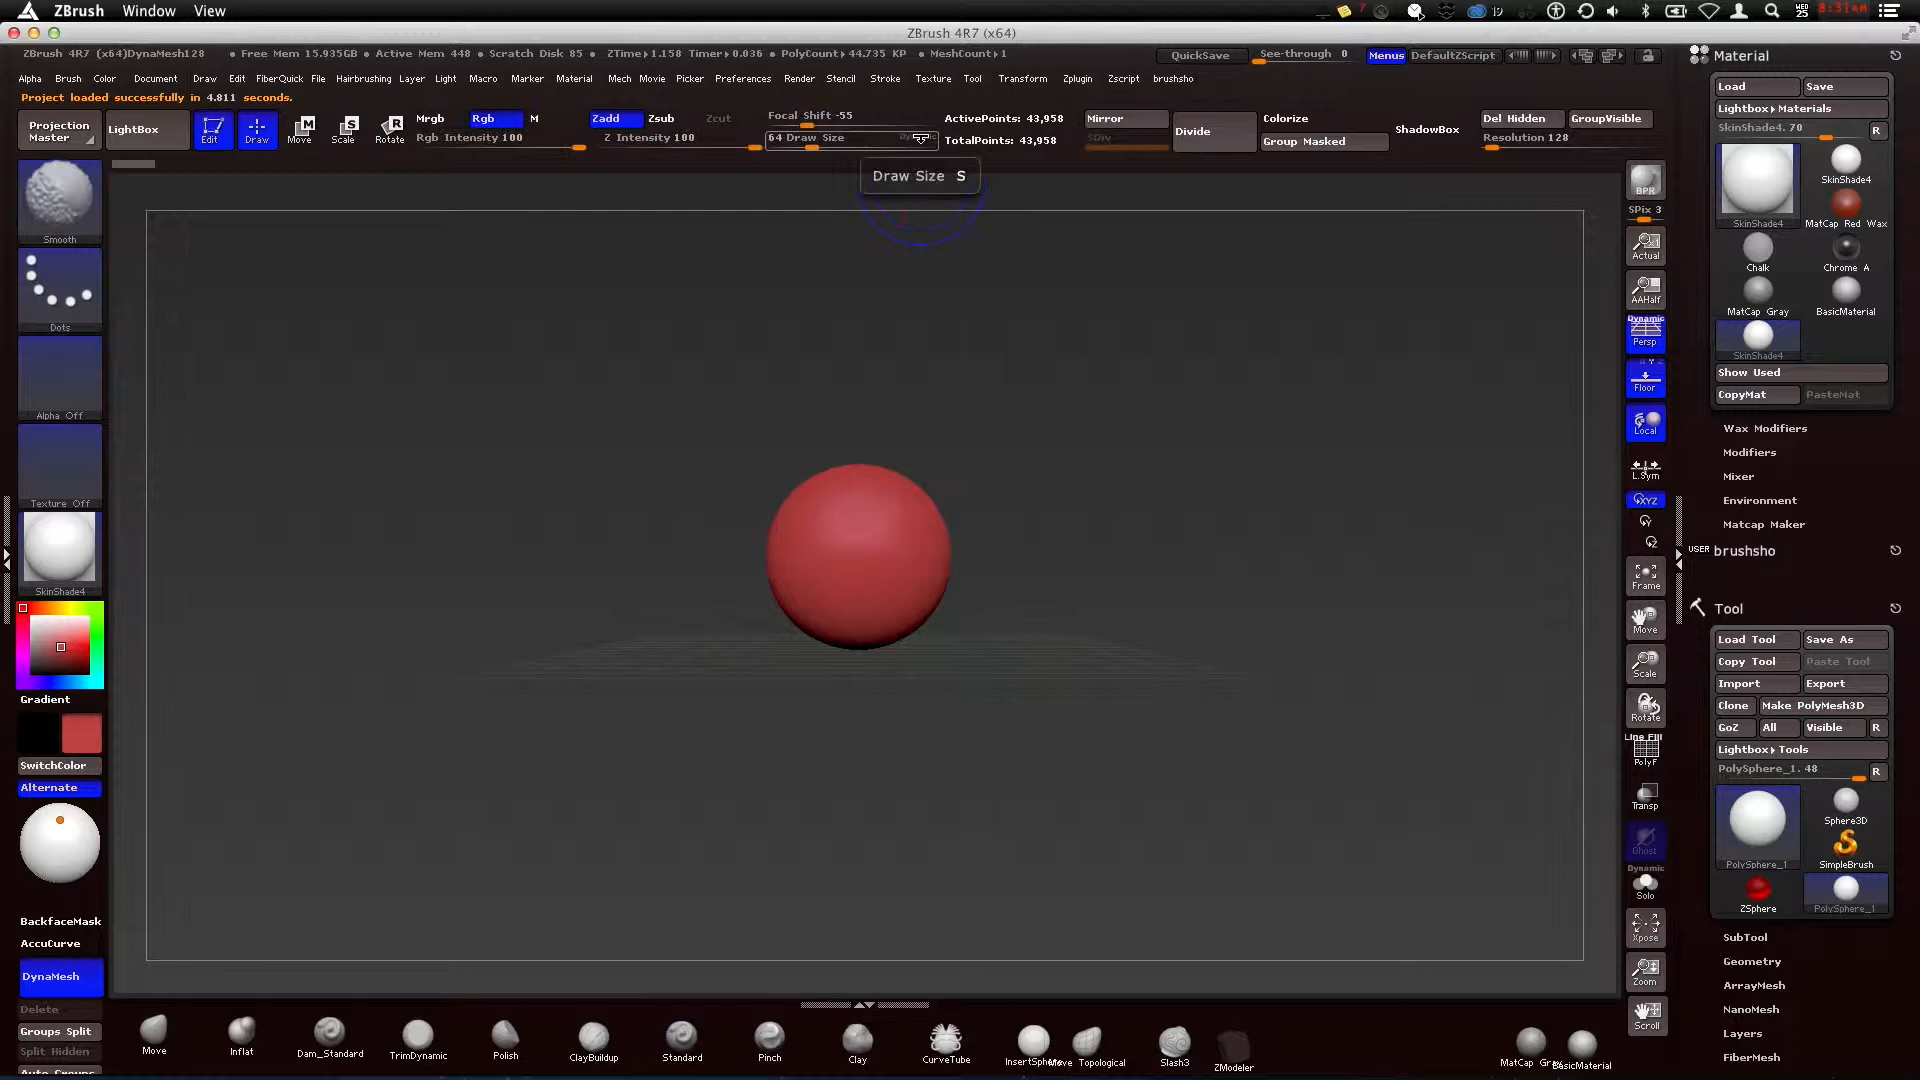 ZBrush Window View 19 WED 25 8:31AM
ZBrush 4R7 (x64)
ZBrush 4R7 (x64)DynaMesh128 • Free Mem 15.935GB • Active Mem 448 • Scratch Disk 85 • ZTime▸1.158 Timer▸0.036 • PolyCount▸44.735 KP • MeshCount▸1 QuickSave See-through 0 Menus DefaultZScript
Alpha Brush Color Document Draw Edit FiberQuick File Hairbrushing Layer Light Macro Marker Material Mech Movie Picker Preferences Render Stencil Stroke Texture Tool Transform Zplugin Zscript brushsho
Project loaded successfully in 4.811 seconds.
Projection Master
LightBox
Edit
Draw
Move
Scale
Rotate
Mrgb Rgb M
Rgb Intensity 100
Zadd Zsub Zcut
Z Intensity 100
Focal Shift -55
64 Draw Size
ActivePoints: 43,958
TotalPoints: 43,958
Mirror
SDiv
Divide
Colorize
Group Masked
ShadowBox
Del Hidden GroupVisible
Resolution 128
Draw Size S
Smooth
Dots
Alpha Off
Texture Off
SkinShade4
Gradient
SwitchColor
Alternate
BackfaceMask
AccuCurve
DynaMesh
Delete
Groups Split
Split Hidden
Auto Groups
BPR
SPix 3
Actual
AAHalf
Dynamic
Persp
Floor
Local
L.Sym
XYZ
Y
Z
Frame
Move
Scale
Rotate
Line Fill
PolyF
Transp
Ghost
Dynamic
Solo
Xpose
Zoom
Scroll
Material
Load Save
Lightbox▸Materials
SkinShade4. 70 R
SkinShade4 SkinShade4
MatCap Red Wax
Chalk Chrome A
MatCap Gray BasicMaterial
SkinShade4
Show Used
CopyMat PasteMat
Wax Modifiers
Modifiers
Mixer
Environment
Matcap Maker
USER brushsho
Tool
Load Tool Save As
Copy Tool Paste Tool
Import Export
Clone Make PolyMesh3D
GoZ All Visible R
Lightbox▸Tools
PolySphere_1. 48 R
PolySphere_1 Sphere3D
SimpleBrush
ZSphere PolySphere_1
SubTool
Geometry
ArrayMesh
NanoMesh
Layers
FiberMesh
Move Inflat Dam_Standard TrimDynamic Polish ClayBuildup Standard Pinch Clay CurveTube InsertSphere Move Topological Slash3 ZModeler MatCap Gray BasicMaterial